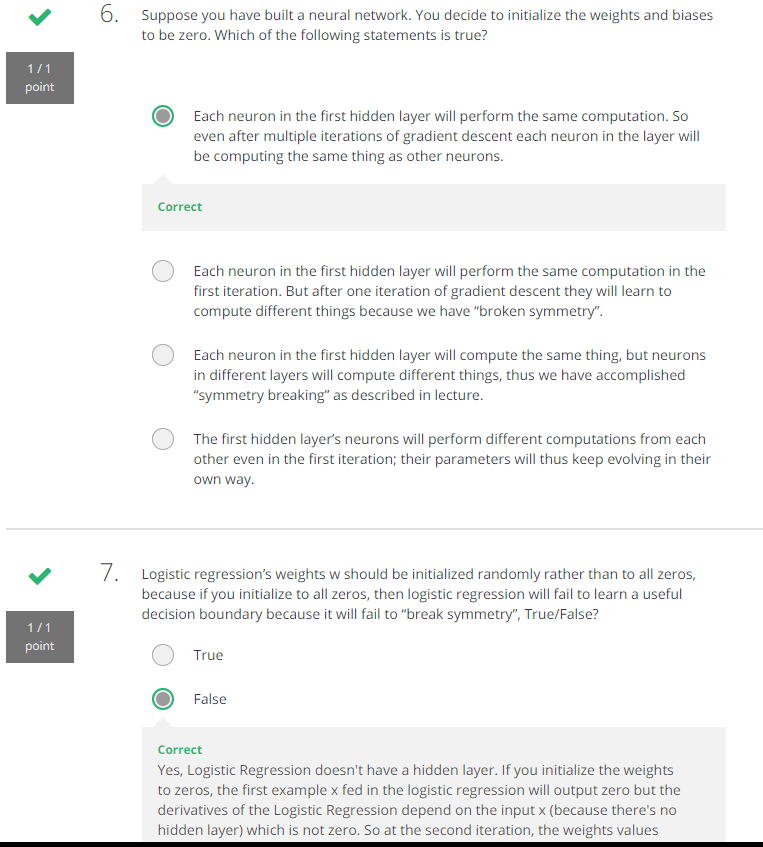 6. Suppose you have built a neural network. You decide to initialize the weights and biases
to be zero. Which of the following statements is true?
1 / 1
point
Each neuron in the first hidden layer will perform the same computation. So
even after multiple iterations of gradient descent each neuron in the layer will
be computing the same thing as other neurons.
Correct
Each neuron in the first hidden layer will perform the same computation in the
first iteration. But after one iteration of gradient descent they will learn to
compute different things because we have “broken symmetry”.
Each neuron in the first hidden layer will compute the same thing, but neurons
in different layers will compute different things, thus we have accomplished
“symmetry breaking” as described in lecture.
The first hidden layer’s neurons will perform different computations from each
other even in the first iteration; their parameters will thus keep evolving in their
own way.
7. Logistic regression’s weights w should be initialized randomly rather than to all zeros,
because if you initialize to all zeros, then logistic regression will fail to learn a useful
decision boundary because it will fail to “break symmetry”, True/False?
1 / 1
point
True
False
Correct
Yes, Logistic Regression doesn't have a hidden layer. If you initialize the weights
to zeros, the first example x fed in the logistic regression will output zero but the
derivatives of the Logistic Regression depend on the input x (because there's no
hidden layer) which is not zero. So at the second iteration, the weights values